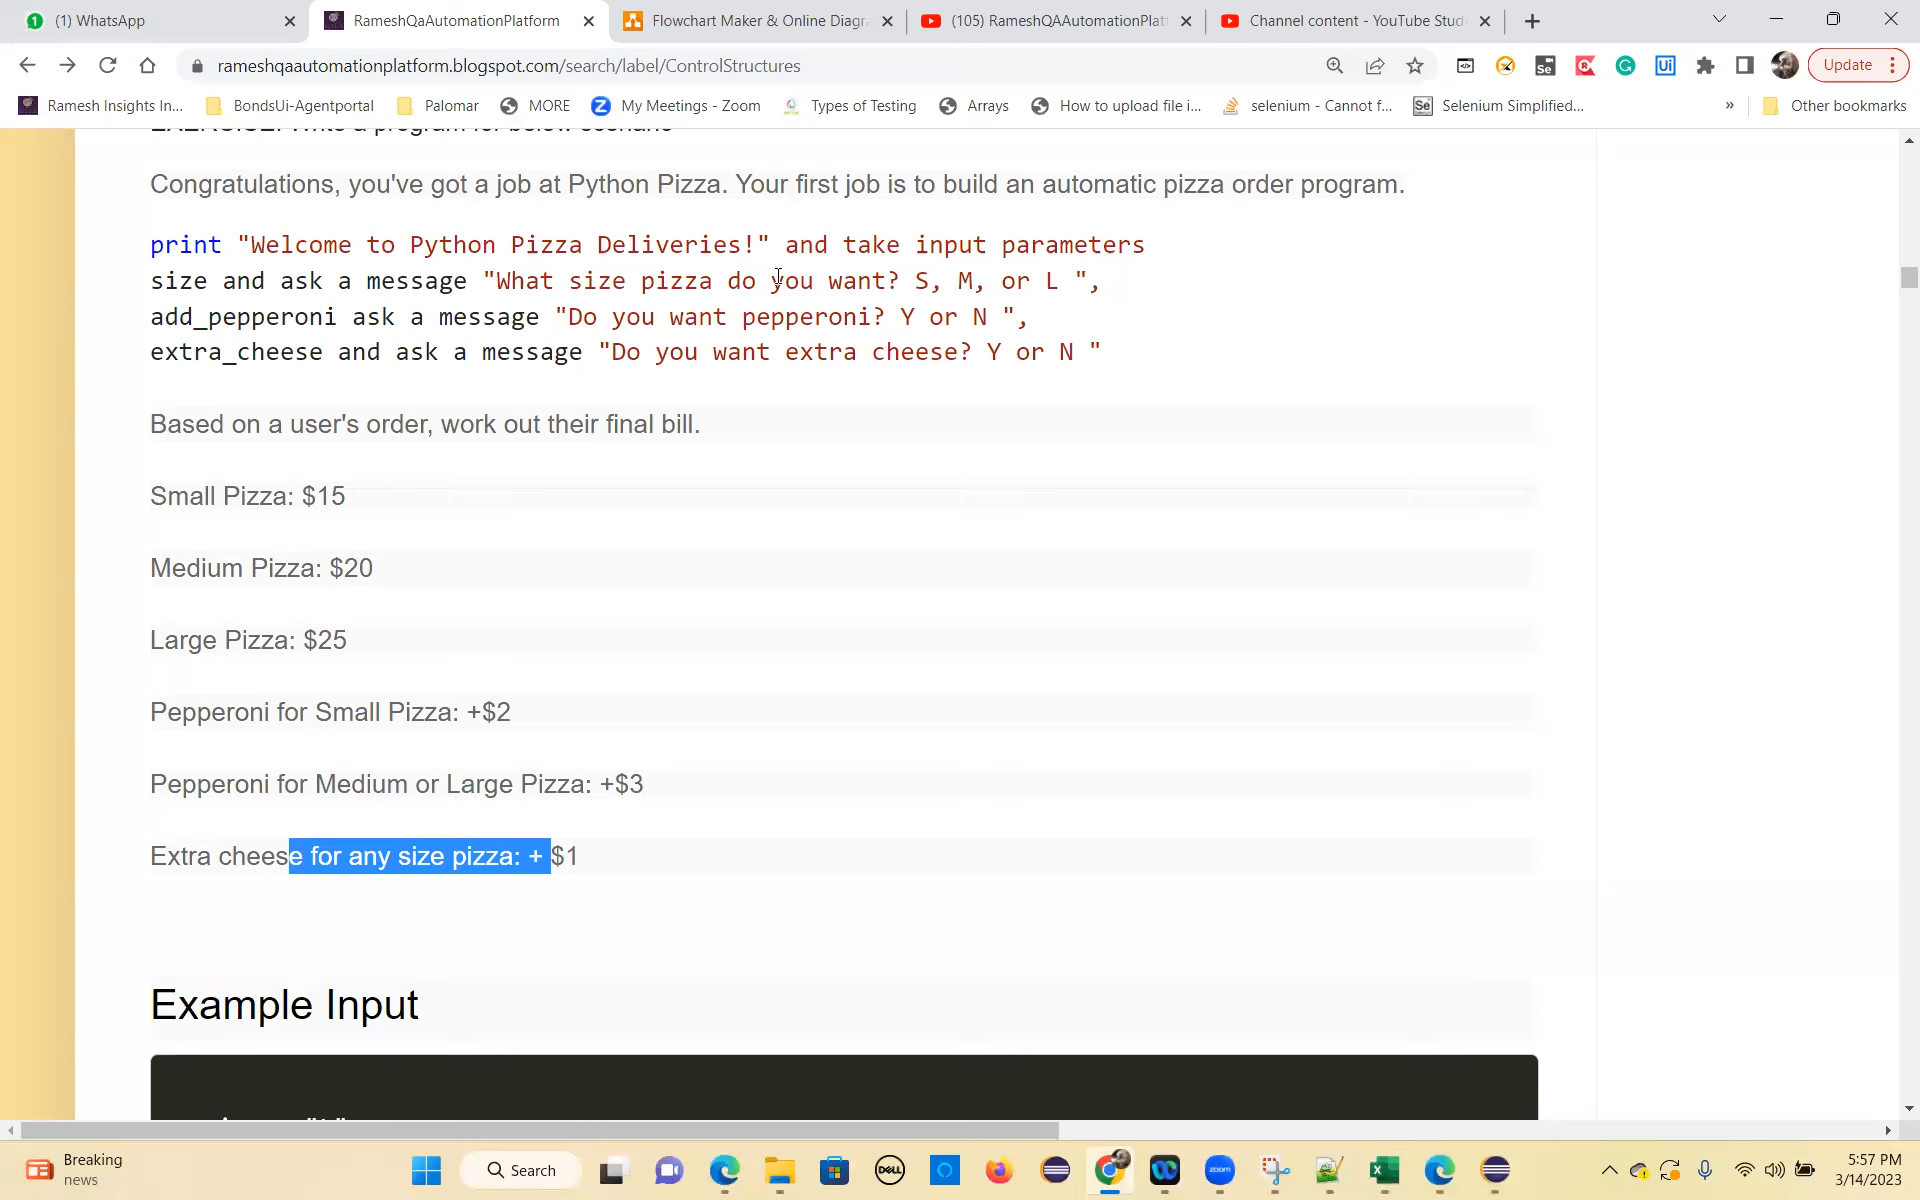 (1) WhatsApp
RameshQaAutomationPlatform
Flowchart Maker & Online Diagr
(105) RameshQAAutomationPlat
Channel content - YouTube Stud
rameshqaautomationplatform.blogspot.com/search/label/ControlStructures
Update
Ramesh Insights In...
BondsUi-Agentportal
Palomar
MORE
My Meetings - Zoom
Types of Testing
Arrays
How to upload file i...
selenium - Cannot f...
Selenium Simplified...
»
Other bookmarks
Congratulations, you've got a job at Python Pizza. Your first job is to build an automatic pizza order program.
print "Welcome to Python Pizza Deliveries!" and take input parameters
size and ask a message "What size pizza do you want? S, M, or L ",
add_pepperoni ask a message "Do you want pepperoni? Y or N ",
extra_cheese and ask a message "Do you want extra cheese? Y or N "
Based on a user's order, work out their final bill.
Small Pizza: $15
Medium Pizza: $20
Large Pizza: $25
Pepperoni for Small Pizza: +$2
Pepperoni for Medium or Large Pizza: +$3
Extra cheese for any size pizza: + $1
Example Input
Breaking
news
Search
DELL
zoom
5:57 PM
3/14/2023